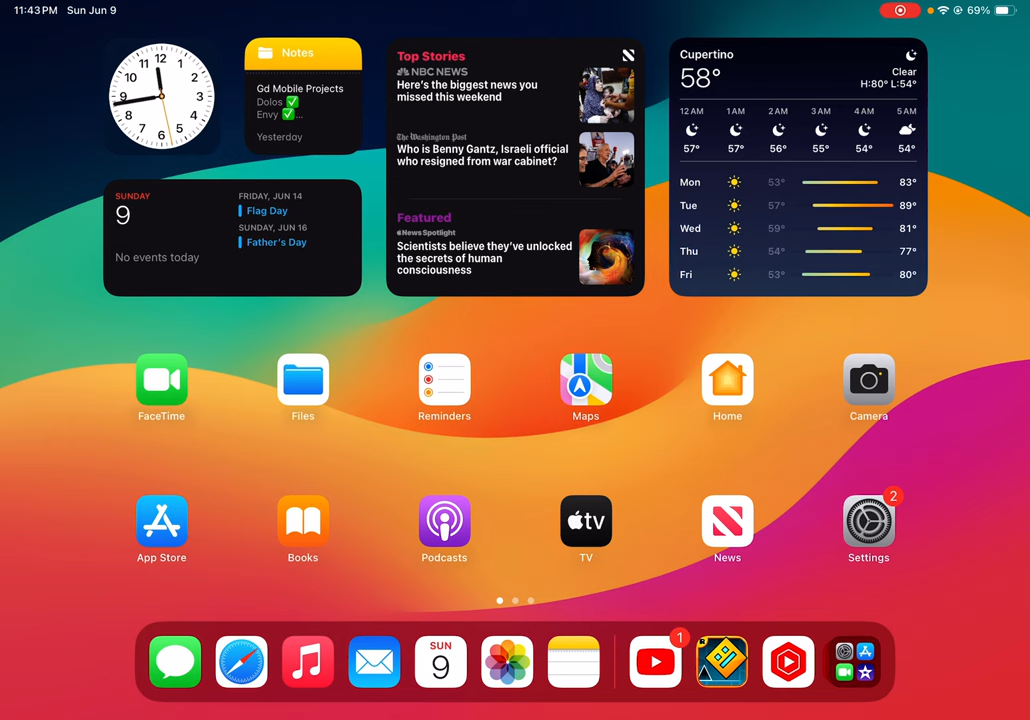 11:43 PM Sun Jun 9
69%
12
1
2
3
4
5
6
7
8
9
10
11
Notes
Gd Mobile Projects
Dolos ✅
Envy ✅...
Yesterday
Top Stories
NBC NEWS
Here's the biggest news you
missed this weekend
The Washington Post
Who is Benny Gantz, Israeli official
who resigned from war cabinet?
Featured
News Spotlight
Scientists believe they've unlocked
the secrets of human
consciousness
Cupertino
58°
Clear
H:80° L:54°
12 AM 1 AM 2 AM 3 AM 4 AM 5 AM
57° 57° 56° 55° 54° 54°
Mon 53° 83°
Tue 57° 89°
Wed 59° 81°
Thu 54° 77°
Fri 53° 80°
SUNDAY
9
No events today
FRIDAY, JUN 14
Flag Day
SUNDAY, JUN 16
Father's Day
FaceTime Files Reminders Maps Home Camera
tv
2
App Store Books Podcasts TV News Settings
SUN
9
1
R